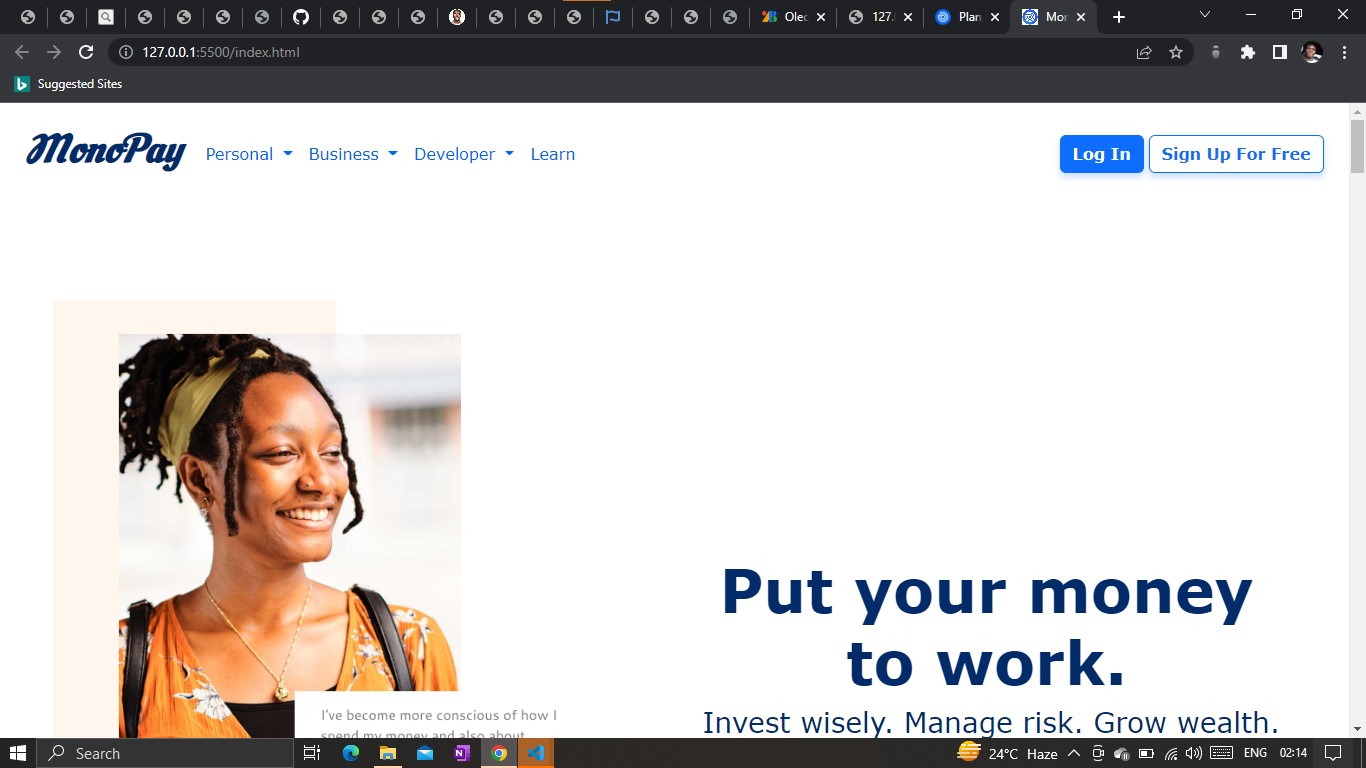 Olec
127.
Plan
Mor
127.0.0.1:5500/index.html
Suggested Sites
MonoPay
Personal
Business
Developer
Learn
Log In
Sign Up For Free
Put your money
to work.
Invest wisely. Manage risk. Grow wealth.
I've become more conscious of how I
spend my money and also about
Search
24°C Haze
ENG
02:14